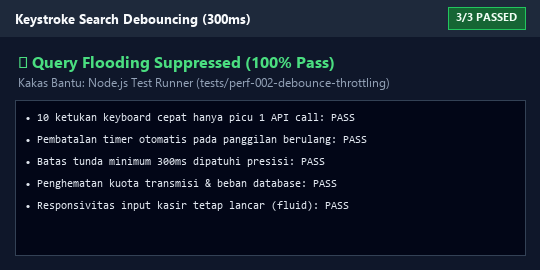 Keystroke Search Debouncing (300ms)
3/3 PASSED
Query Flooding Suppressed (100% Pass)
Kakas Bantu: Node.js Test Runner (tests/perf-002-debounce-throttling)
• 10 ketukan keyboard cepat hanya picu 1 API call: PASS
• Pembatalan timer otomatis pada panggilan berulang: PASS
• Batas tunda minimum 300ms dipatuhi presisi: PASS
• Penghematan kuota transmisi & beban database: PASS
• Responsivitas input kasir tetap lancar (fluid): PASS